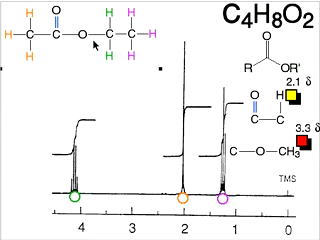 C4H8O2
H O H H
H C C O C C H
H H H
O
R OR'
2.1 δ
O H
C C
3.3 δ
C O CH3
TMS
4 3 2 1 0